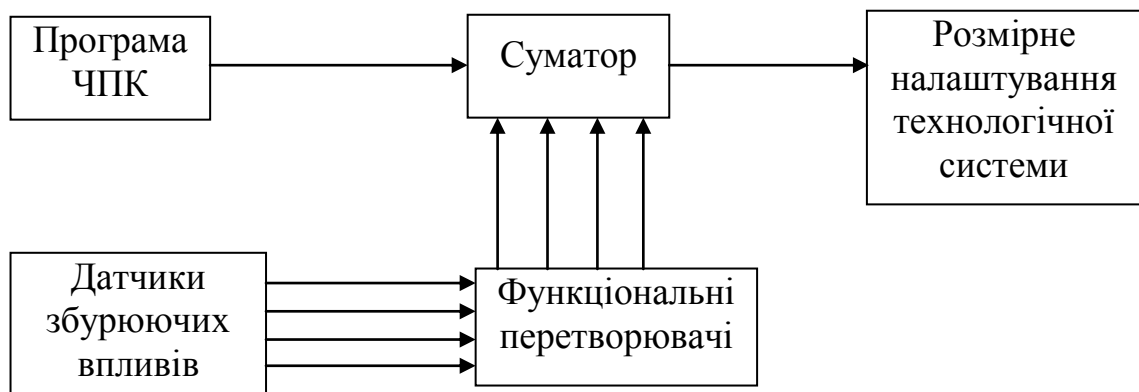 Програма
ЧПК
Суматор
Розмірне
налаштування
технологічної
системи
Датчики
збурюючих
впливів
Функціональні
перетворювачі